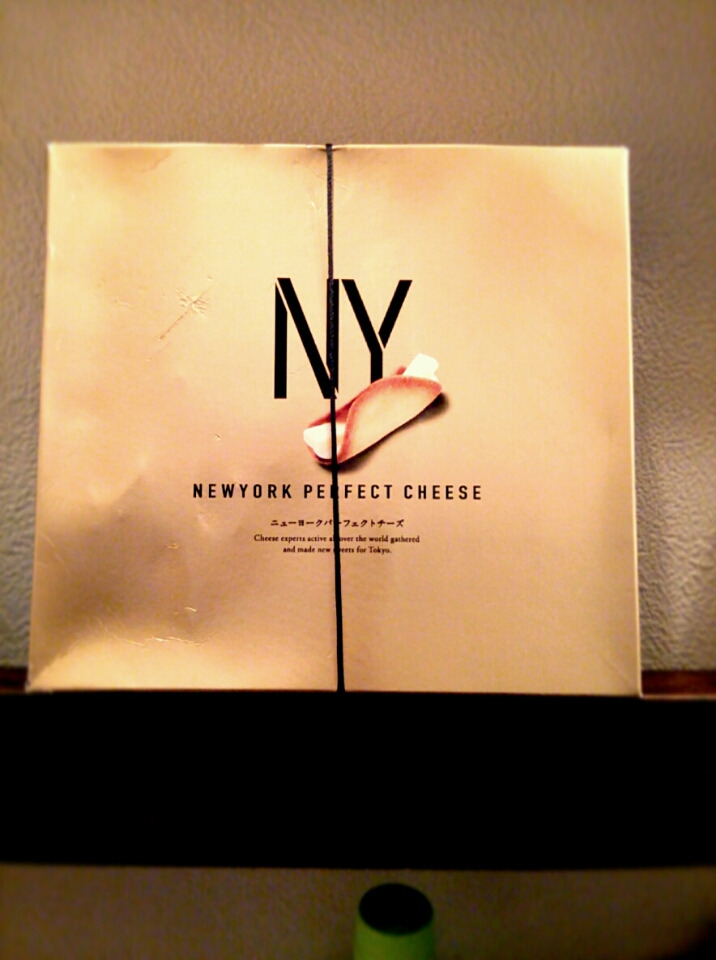 NY
NEWYORK PERFECT CHEESE
ニューヨークパーフェクトチーズ
Cheese experts active all over the world gathered
and made new sweets for Tokyo.